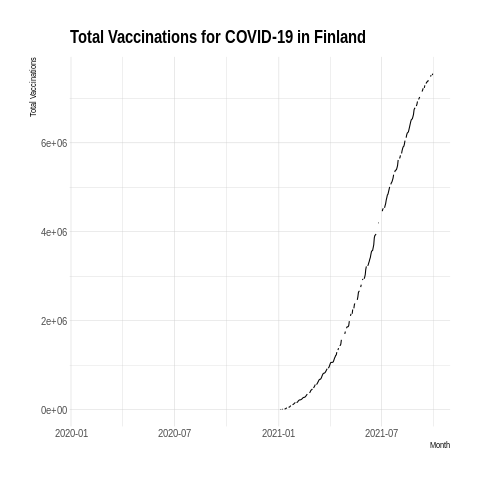 Total Vaccinations for COVID-19 in Finland
Total Vaccinations
6e+06
4e+06
2e+06
0e+00
2020-01 2020-07 2021-01 2021-07
Month